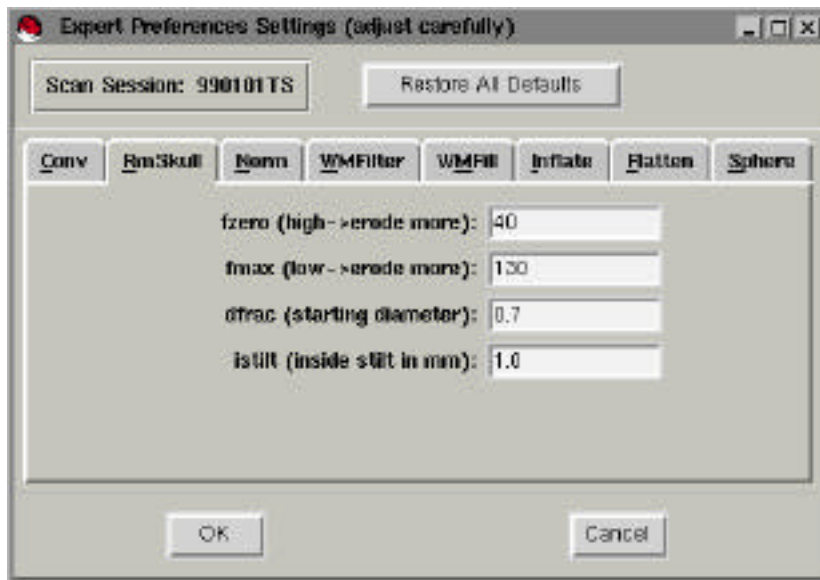 Expert Preferences Settings (adjust carefully)
Scan Session: 990101TS
Restore All Defaults
Conv RmSkull Norm WMFilter WMFill Inflate Flatten Sphere
fzero (high->erode more): 40
fmax (low->erode more): 130
dfrac (starting diameter): 0.7
istilt (inside stilt in mm): 1.0
OK Cancel